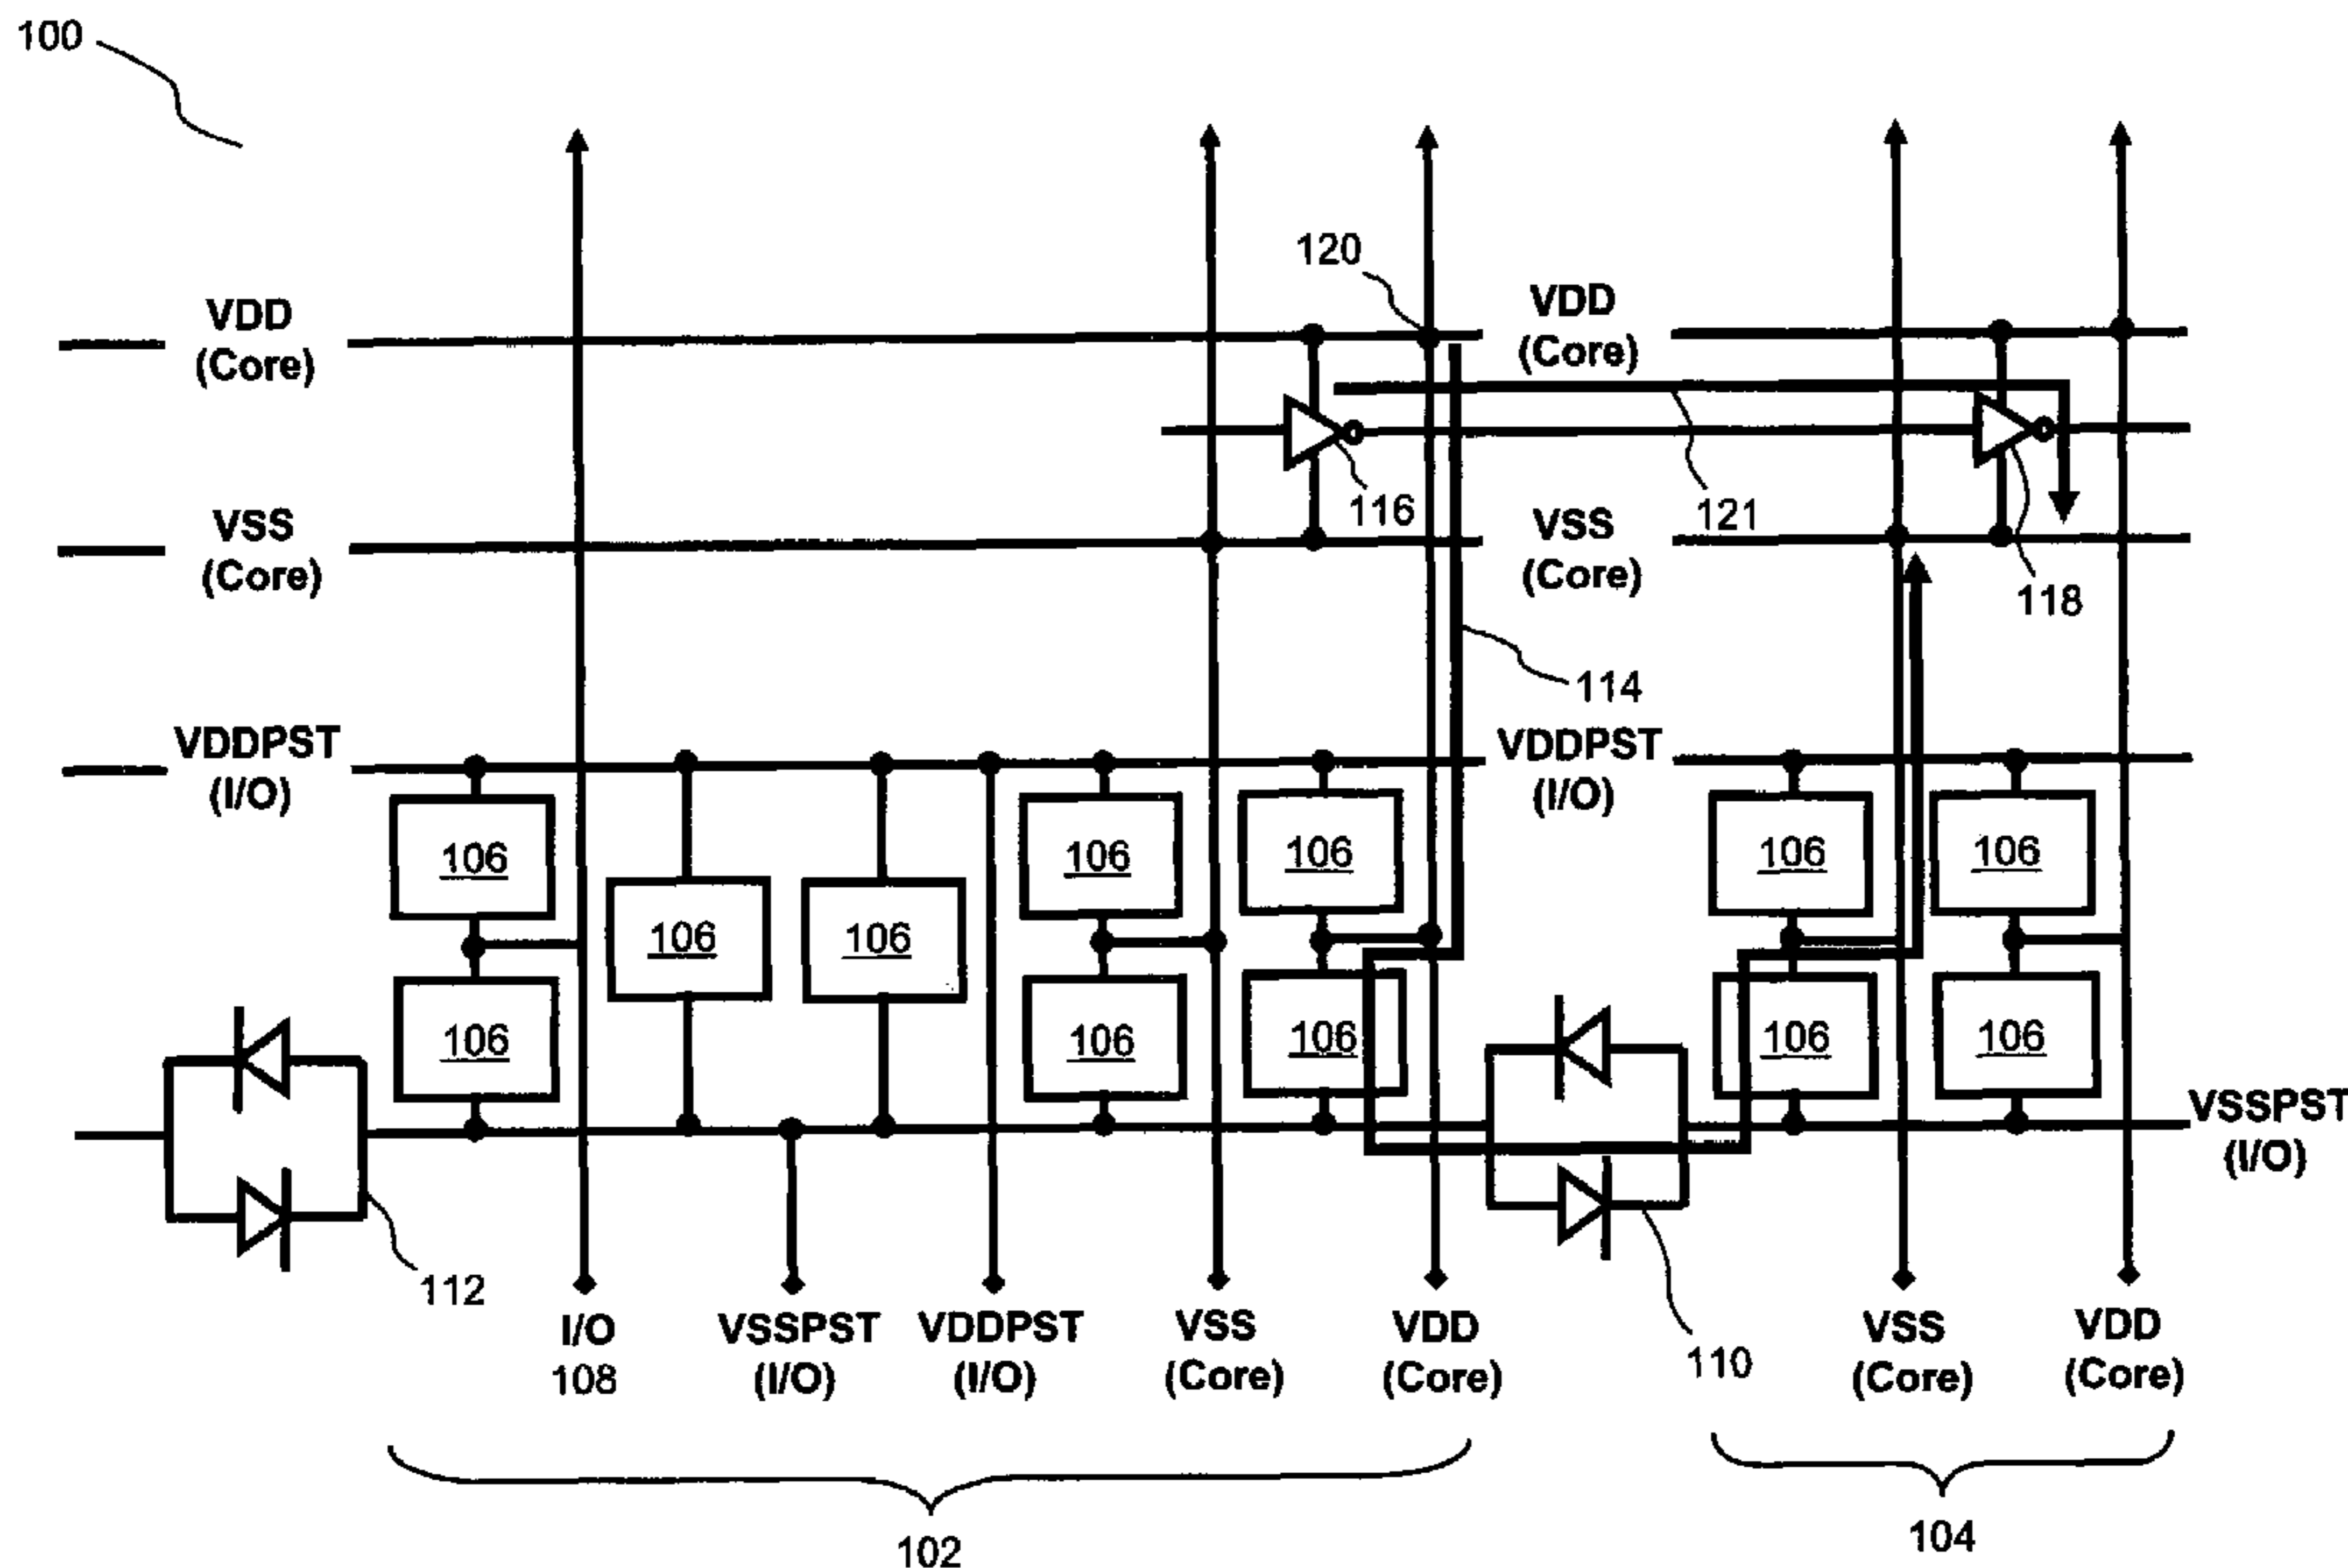 100
120
VDD
(Core)
VDD
(Core)
116
121
VSS
(Core)
VSS
(Core)
118
114
VDDPST
(I/O)
VDDPST
(I/O)
106
106
106
106
106
106
106
106
106
106
106
106
VSSPST
(I/O)
112
110
I/O
108
VSSPST
(I/O)
VDDPST
(I/O)
VSS
(Core)
VDD
(Core)
VSS
(Core)
VDD
(Core)
102
104